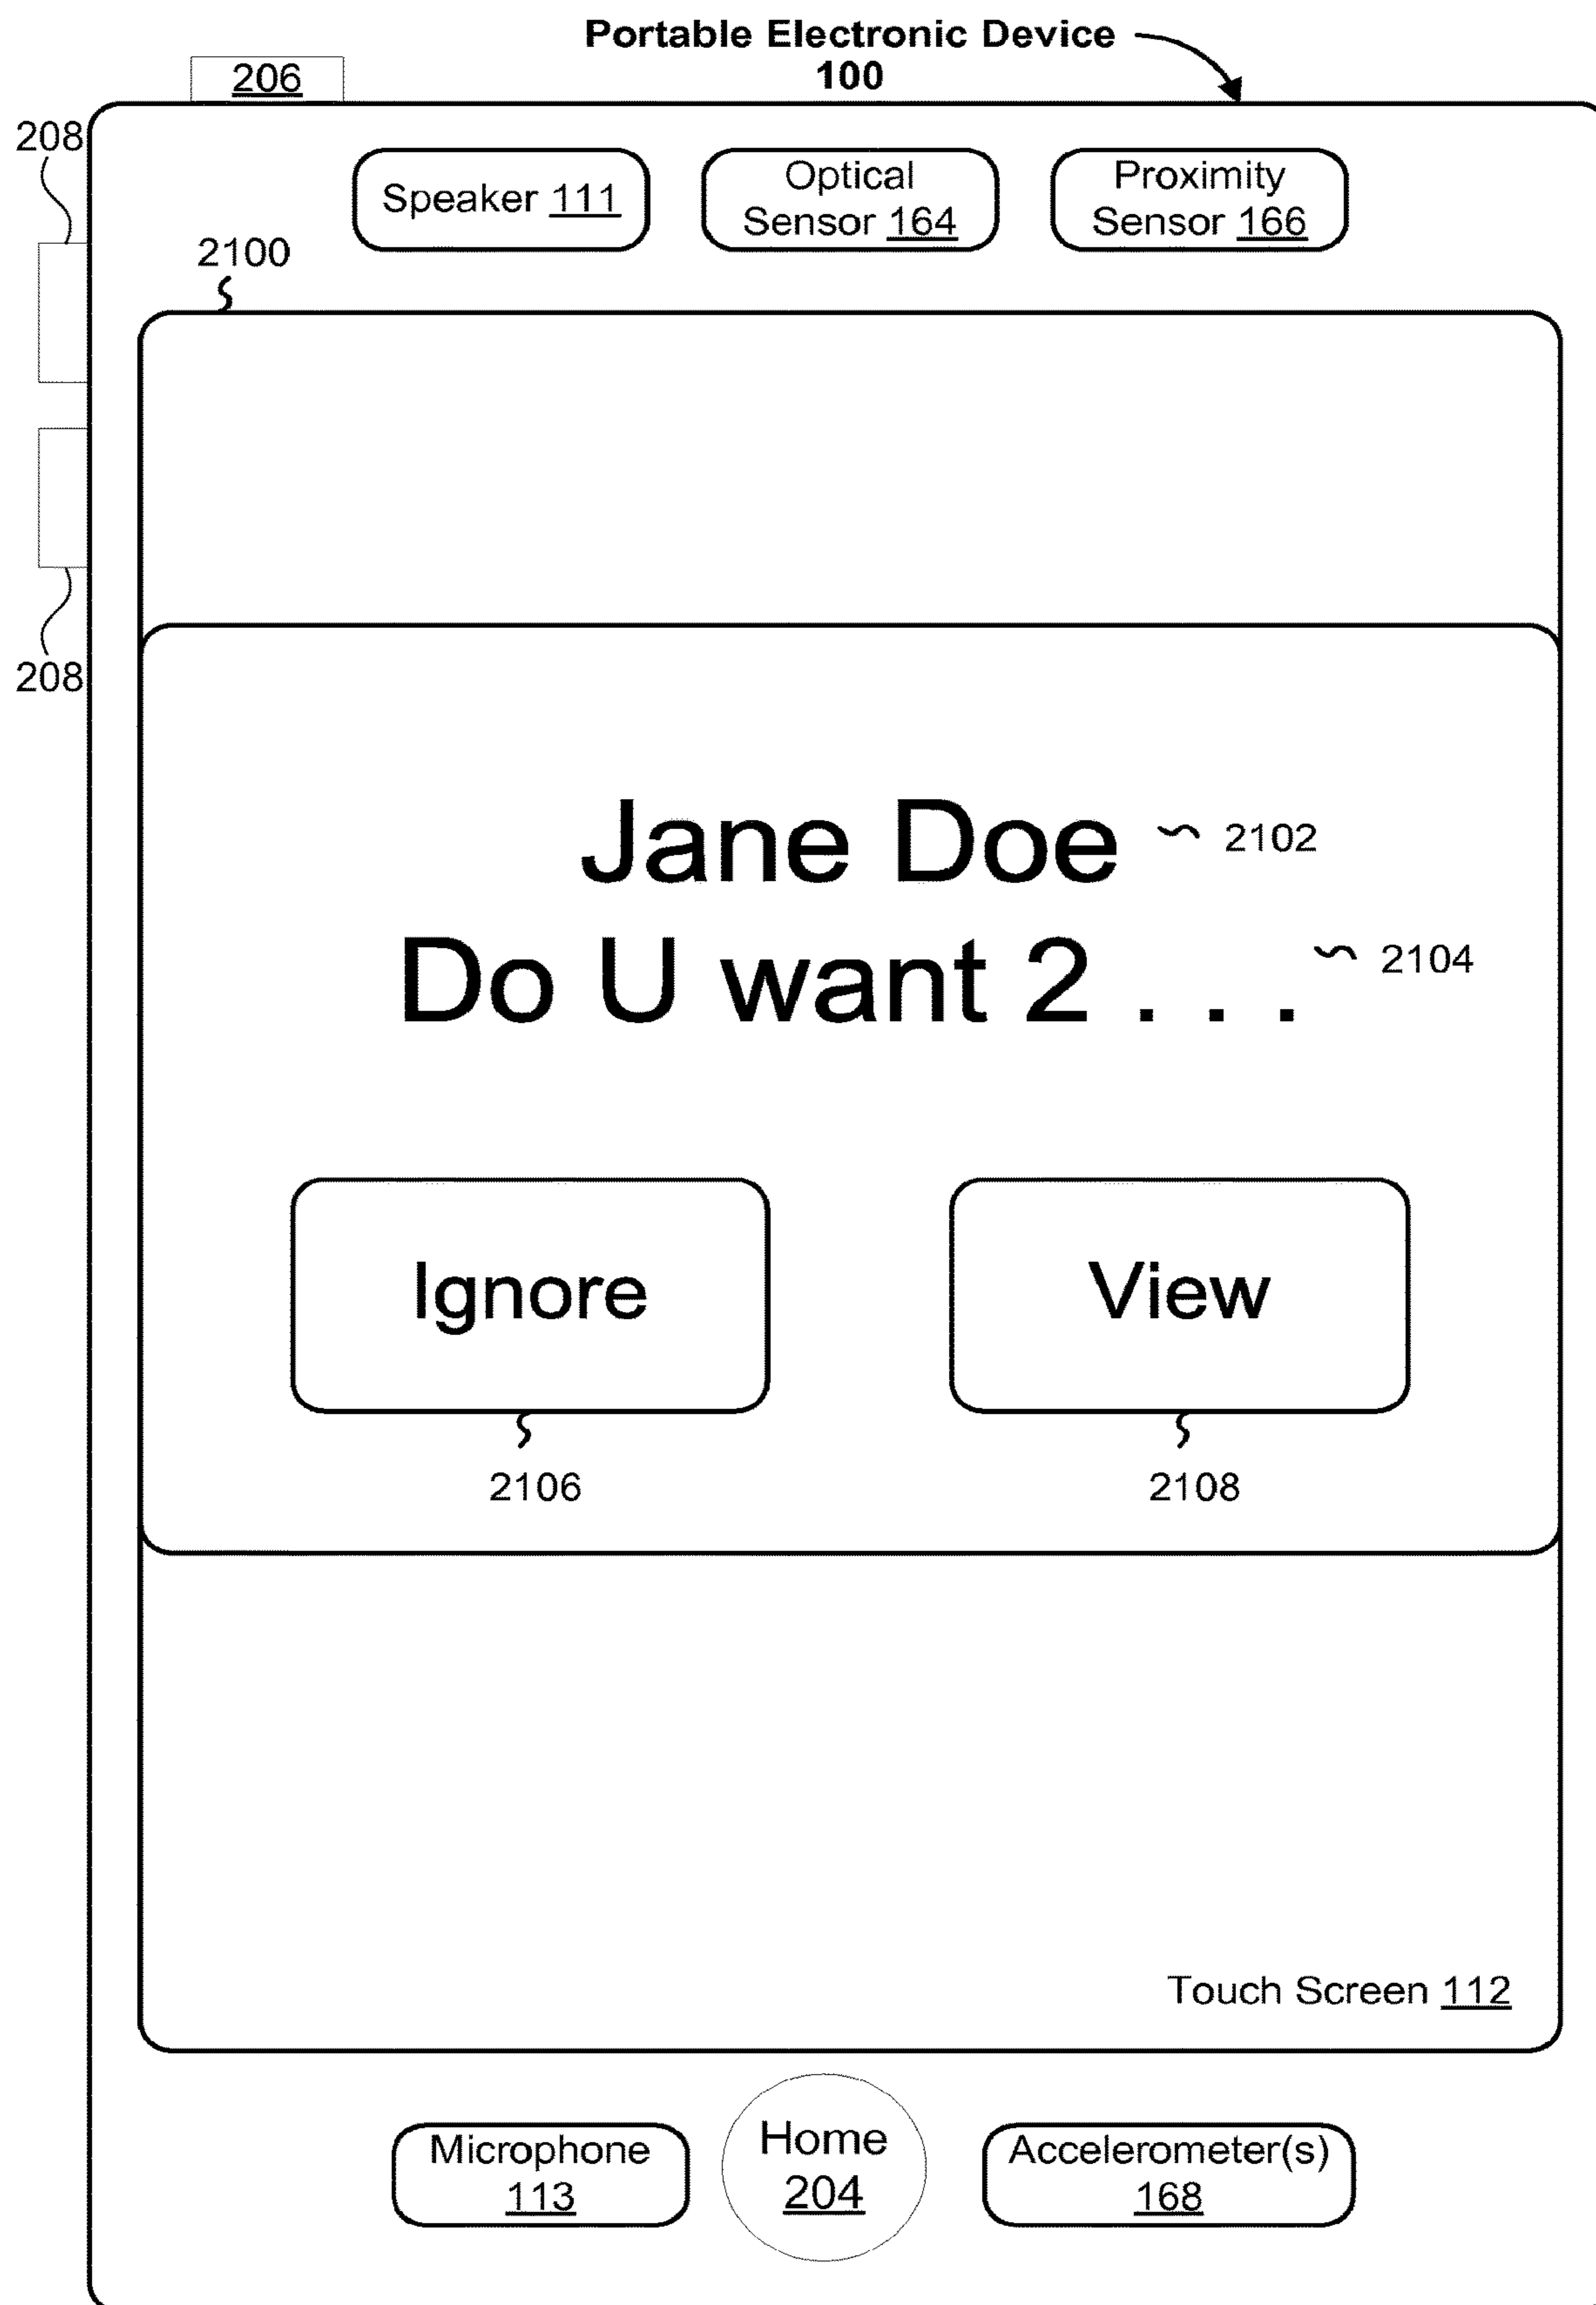 Portable Electronic Device
100
206
208
Speaker 111
Optical
Sensor 164
Proximity
Sensor 166
2100
208
Jane Doe 2102
Do U want 2 . . . 2104
Ignore
View
2106
2108
Touch Screen 112
Microphone
113
Home
204
Accelerometer(s)
168